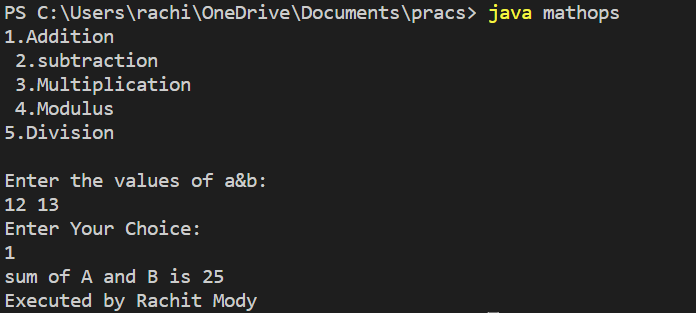 PS C:\Users\rachi\OneDrive\Documents\pracs> java mathops
1.Addition
 2.subtraction
 3.Multiplication
 4.Modulus
5.Division

Enter the values of a&b:
12 13
Enter Your Choice:
1
sum of A and B is 25
Executed by Rachit Mody